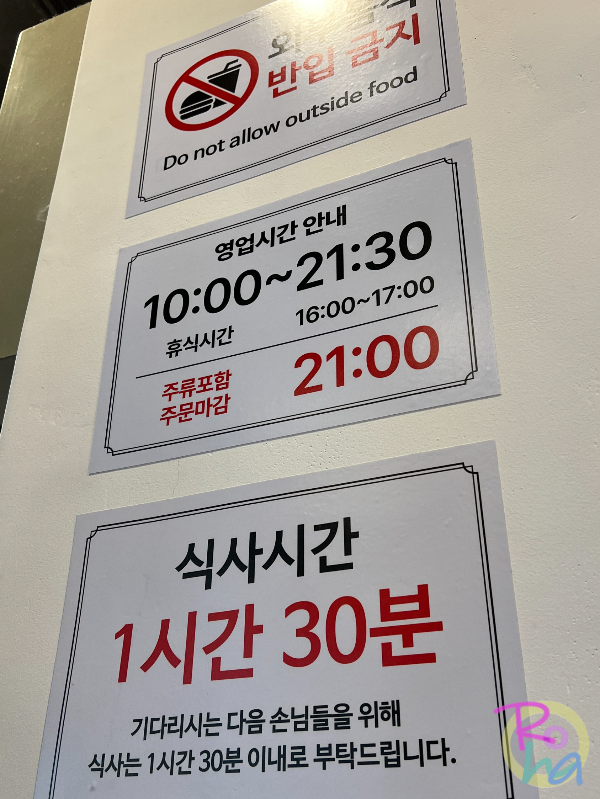 반입 금지
Do not allow outside food
영업시간 안내
10:00~21:30
휴식시간 16:00~17:00
주류포함
주문마감 21:00
식사시간
1시간 30분
기다리시는 다음 손님들을 위해
식사는 1시간 30분 이내로 부탁드립니다.
Roha